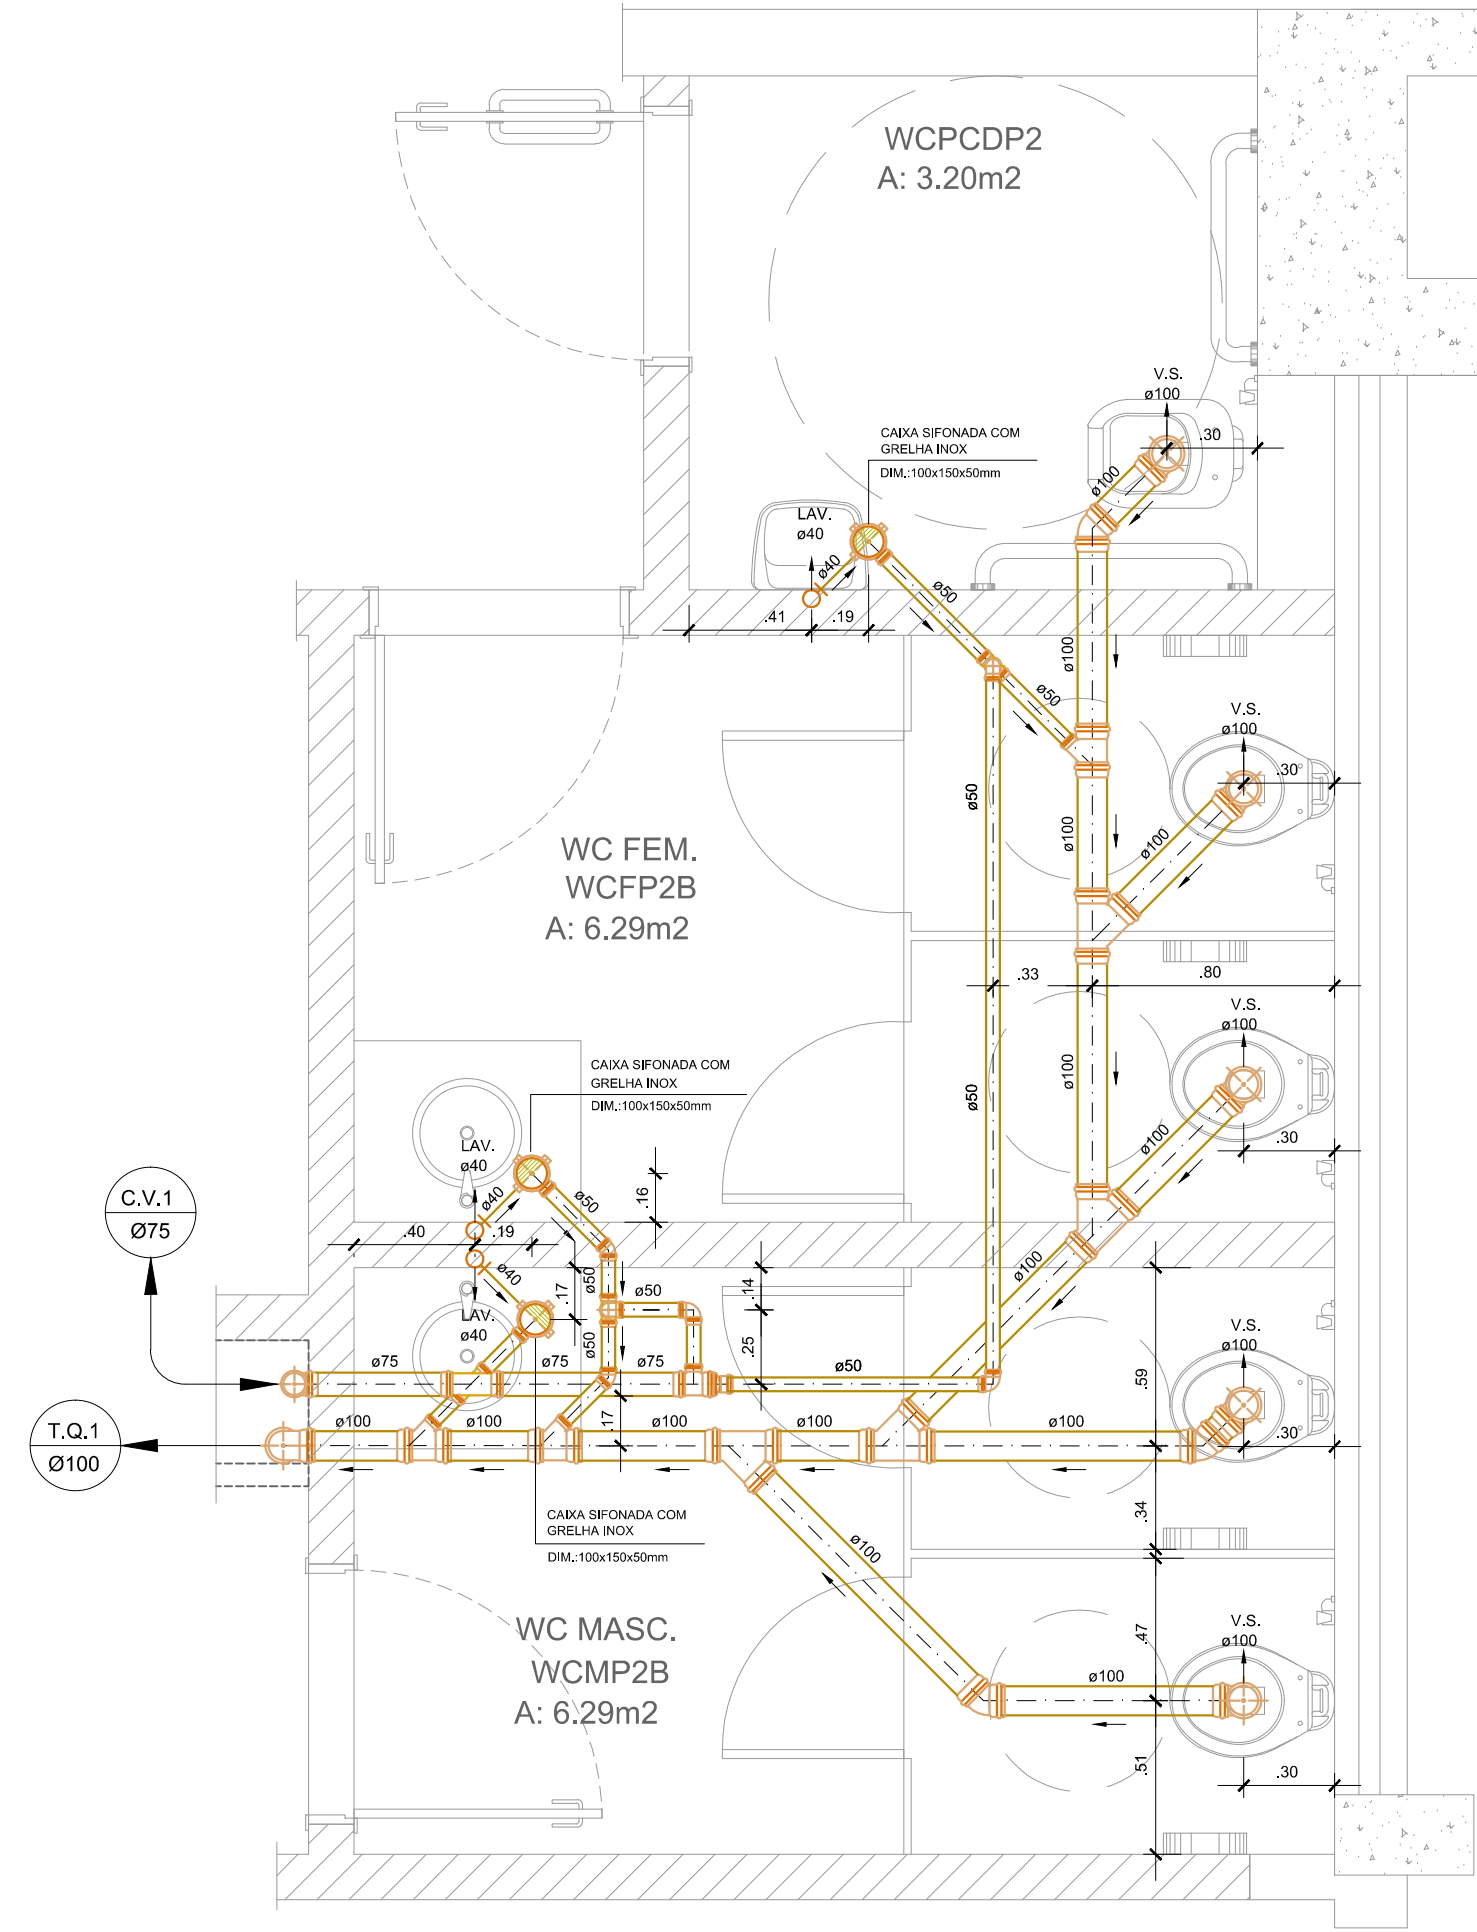 WCPCDP2
A: 3.20m2
V.S.
ø100
.30
CAIXA SIFONADA COM
GRELHA INOX
DIM.:100x150x50mm
ø100
LAV.
ø40
ø40
ø50
.41
.19
ø100
ø50
V.S.
ø100
.30
ø50
ø100
ø100
WC FEM.
WCFP2B
A: 6.29m2
.33
.80
V.S.
ø100
CAIXA SIFONADA COM
GRELHA INOX
DIM.:100x150x50mm
ø50
ø100
ø100
.30
LAV.
ø40
ø40
ø50
.16
C.V.1
Ø75
.40
.19
ø40
ø50
.17
ø50
.14
ø100
LAV.
ø40
ø50
.25
V.S.
ø100
ø75
ø75
ø75
ø50
.59
T.Q.1
Ø100
ø100
ø100
.17
ø100
ø100
ø100
.30
CAIXA SIFONADA COM
GRELHA INOX
DIM.:100x150x50mm
.34
ø100
WC MASC.
WCMP2B
A: 6.29m2
.47
V.S.
ø100
ø100
.51
.30